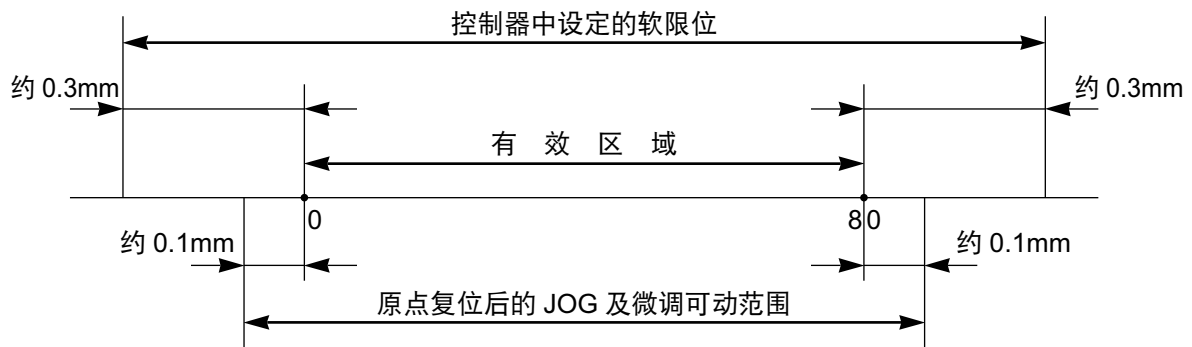 控制器中设定的软限位
约 0.3mm
约 0.3mm
有 效 区 域
0
80
约 0.1mm
约 0.1mm
原点复位后的 JOG 及微调可动范围